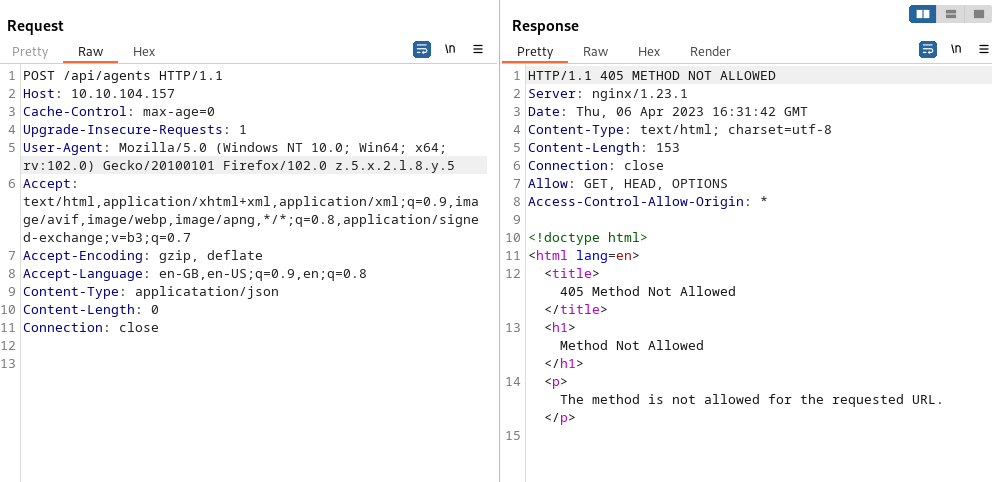 Request
Pretty Raw Hex \n
1 POST /api/agents HTTP/1.1
2 Host: 10.10.104.157
3 Cache-Control: max-age=0
4 Upgrade-Insecure-Requests: 1
5 User-Agent: Mozilla/5.0 (Windows NT 10.0; Win64; x64;
rv:102.0) Gecko/20100101 Firefox/102.0 z.5.x.2.l.8.y.5
6 Accept:
text/html,application/xhtml+xml,application/xml;q=0.9,ima
ge/avif,image/webp,image/apng,*/*;q=0.8,application/signe
d-exchange;v=b3;q=0.7
7 Accept-Encoding: gzip, deflate
8 Accept-Language: en-GB,en-US;q=0.9,en;q=0.8
9 Content-Type: applicatation/json
10 Content-Length: 0
11 Connection: close
12
13
Response
Pretty Raw Hex Render \n
1 HTTP/1.1 405 METHOD NOT ALLOWED
2 Server: nginx/1.23.1
3 Date: Thu, 06 Apr 2023 16:31:42 GMT
4 Content-Type: text/html; charset=utf-8
5 Content-Length: 153
6 Connection: close
7 Allow: GET, HEAD, OPTIONS
8 Access-Control-Allow-Origin: *
9
10 <!doctype html>
11 <html lang=en>
12 <title>
405 Method Not Allowed
</title>
13 <h1>
Method Not Allowed
</h1>
14 <p>
The method is not allowed for the requested URL.
</p>
15